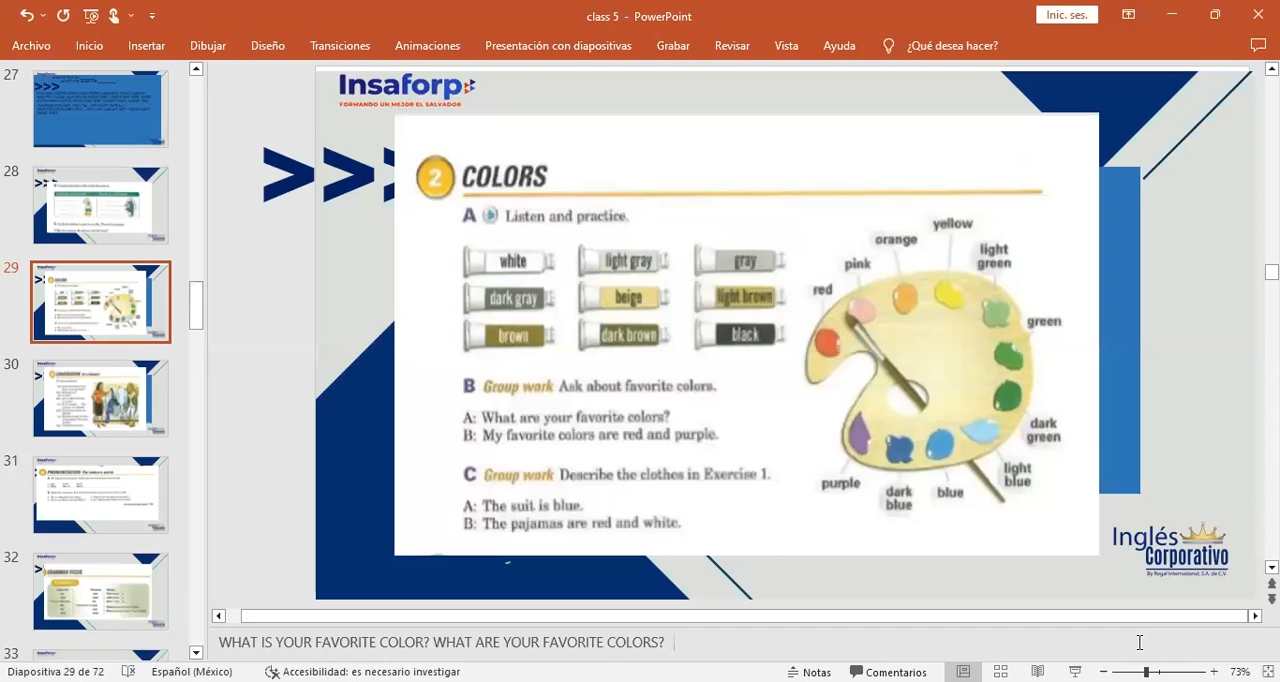 class 5 - PowerPoint
Inic. ses.
Archivo Inicio Insertar Dibujar Diseño Transiciones Animaciones Presentación con diapositivas Grabar Revisar Vista Ayuda ¿Qué desea hacer?
27
28
29
30
31
32
33
Insaforp
FORMANDO UN MEJOR EL SALVADOR
>>>
2 COLORS
A Listen and practice.
white light gray gray
dark gray beige light brown
brown dark brown black
yellow
orange
light
green
pink
red
green
dark
green
light
blue
blue
dark
blue
purple
B Group work Ask about favorite colors.
A: What are your favorite colors?
B: My favorite colors are red and purple.
C Group work Describe the clothes in Exercise 1.
A: The suit is blue.
B: The pajamas are red and white.
Inglés
Corporativo
By Regal International, S.A. de C.V.
WHAT IS YOUR FAVORITE COLOR? WHAT ARE YOUR FAVORITE COLORS?
Diapositiva 29 de 72 Español (México) Accesibilidad: es necesario investigar Notas Comentarios 73%